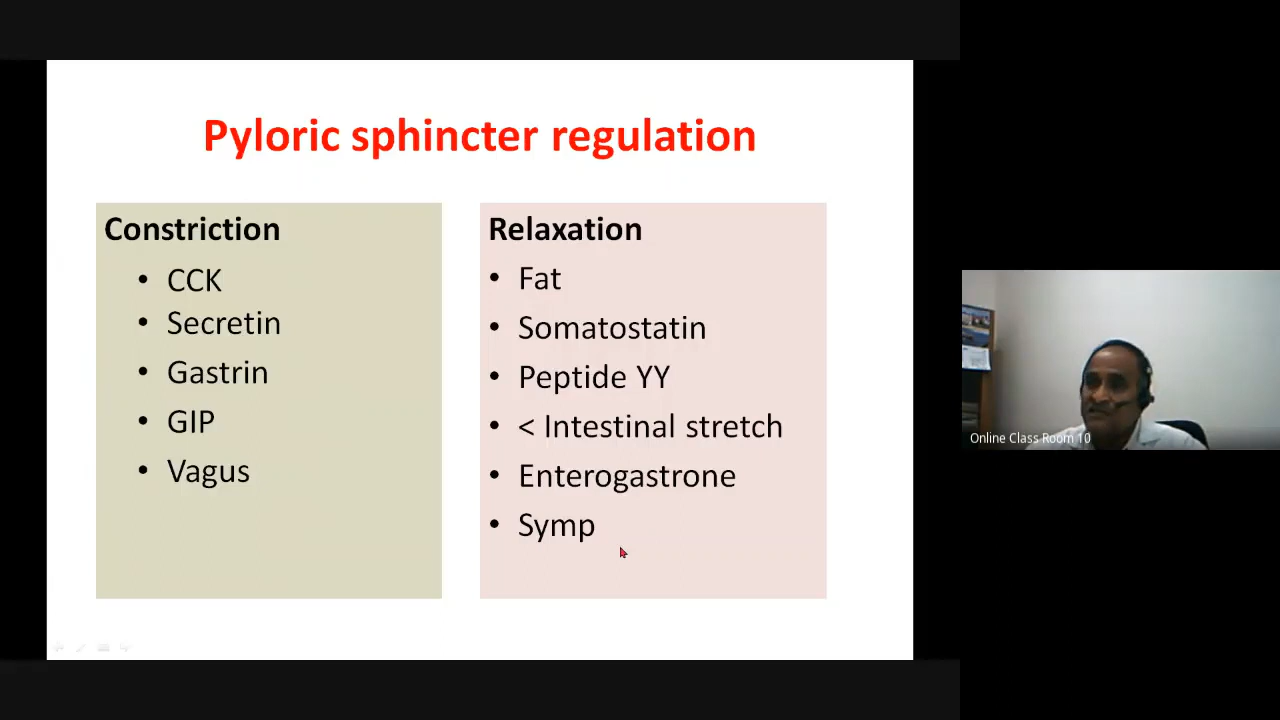 Pyloric sphincter regulation
Constriction
• CCK
• Secretin
• Gastrin
• GIP
• Vagus
Relaxation
• Fat
• Somatostatin
• Peptide YY
• < Intestinal stretch
• Enterogastrone
• Symp
Online Class Room 10